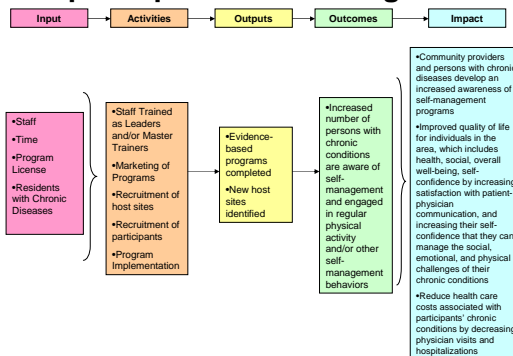 Input
Activities
Outputs
Outcomes
Impact
•Staff
•Time
•Program
License
•Residents
with Chronic
Diseases
•Staff Trained
as Leaders
and/or Master
Trainers
•Marketing of
Programs
•Recruitment of
host sites
•Recruitment of
participants
•Program
Implementation
•Evidence-
based
programs
completed
•New host
sites
identified
•Increased
number of
persons with
chronic
conditions
are aware of
self-
management
and engaged
in regular
physical
activity
and/or other
self-
management
behaviors
•Community providers
and persons with chronic
diseases develop an
increased awareness of
self-management
programs
•Improved quality of life
for individuals in the
area, which includes
health, social, overall
well-being, self-
confidence by increasing
satisfaction with patient-
physician
communication, and
increasing their self-
confidence that they can
manage the social,
emotional, and physical
challenges of their
chronic conditions
•Reduce health care
costs associated with
participants' chronic
conditions by decreasing
physician visits and
hospitalizations